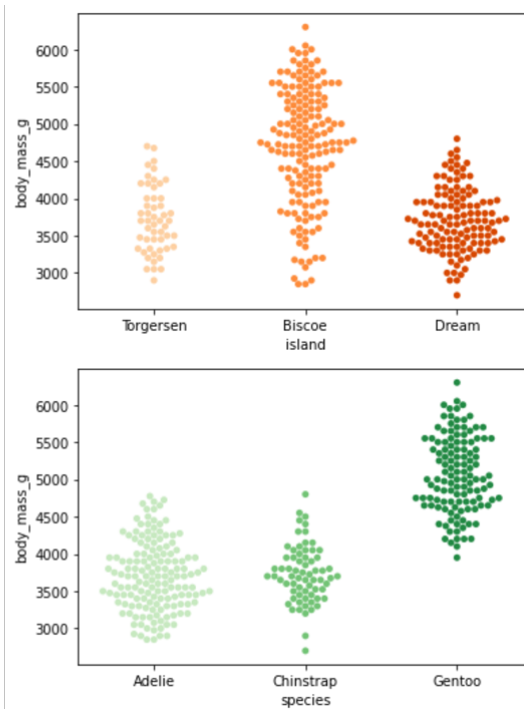 body_mass_g
6000
5500
5000
4500
4000
3500
3000
Torgersen Biscoe Dream
island
body_mass_g
6000
5500
5000
4500
4000
3500
3000
Adelie Chinstrap Gentoo
species